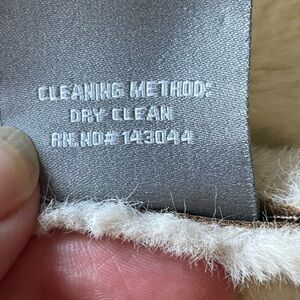 CLEANING METHOD:
DRY CLEAN
RN.NO# 143044